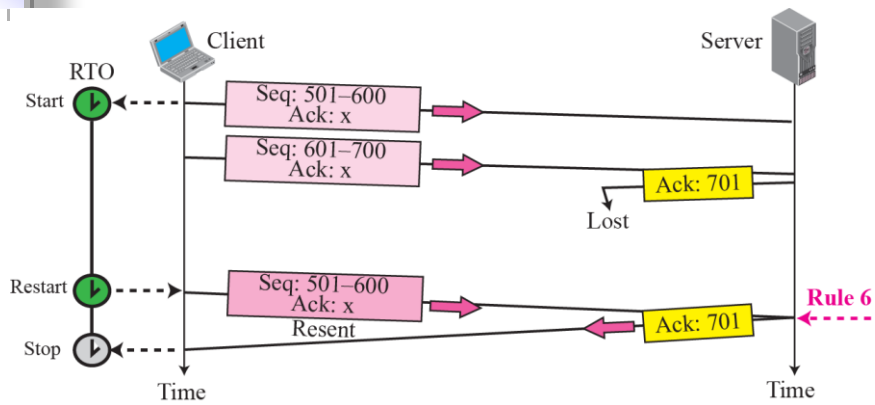 Client
Server
RTO
Start
Seq: 501–600
Ack: x
Seq: 601–700
Ack: x
Ack: 701
Lost
Restart
Seq: 501–600
Ack: x
Rule 6
Resent
Ack: 701
Stop
Time
Time